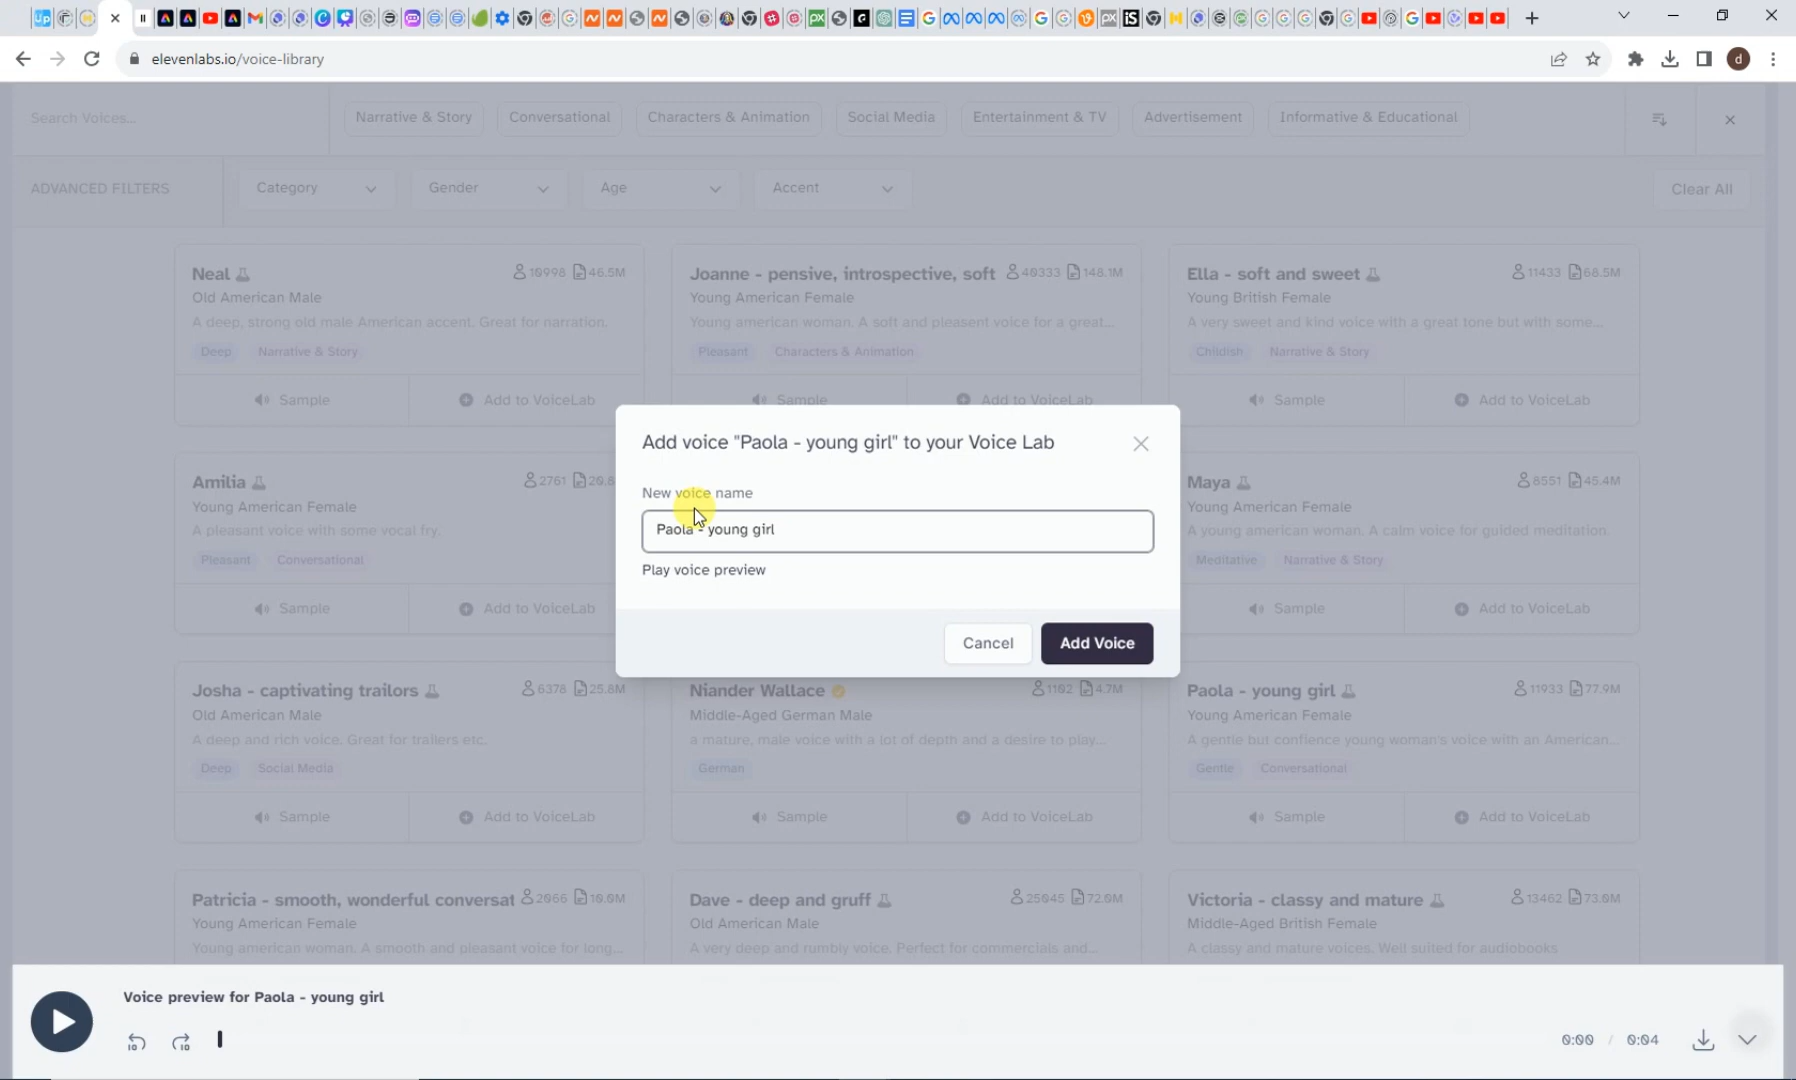 elevenlabs.io/voice-library
d
Search Voices...
Narrative & Story
Conversational
Characters & Animation
Social Media
Entertainment & TV
Advertisement
Informative & Educational
ADVANCED FILTERS
Category
Gender
Age
Accent
Clear All
Neal
10998 46.5M
Old American Male
A deep, strong old male American accent. Great for narration.
Deep Narrative & Story
Sample
Add to VoiceLab
Joanne - pensive, introspective, soft
40333 148.1M
Young American Female
Young american woman. A soft and pleasent voice for a great...
Pleasant Characters & Animation
Sample
Add to VoiceLab
Ella - soft and sweet
11433 68.5M
Young British Female
A very sweet and kind voice with a great tone but with some...
Childish Narrative & Story
Sample
Add to VoiceLab
Add voice "Paola - young girl" to your Voice Lab
New voice name
Paola - young girl
Play voice preview
Cancel
Add Voice
Amilia
2761 20.8
Young American Female
A pleasant voice with some vocal fry.
Pleasant Conversational
Sample
Add to VoiceLab
Maya
8551 45.4M
Young American Female
A young american woman. A calm voice for guided meditation.
Meditative Narrative & Story
Sample
Add to VoiceLab
Josha - captivating trailors
6378 25.8M
Old American Male
A deep and rich voice. Great for trailers etc.
Deep Social Media
Sample
Add to VoiceLab
Niander Wallace
1102 4.7M
Middle-Aged German Male
a mature, male voice with a lot of depth and a desire to play...
German
Sample
Add to VoiceLab
Paola - young girl
11933 77.9M
Young American Female
A gentle but confience young woman's voice with an American...
Gentle Conversational
Sample
Add to VoiceLab
Patricia - smooth, wonderful conversat
2066 10.0M
Young American Female
Young american woman. A smooth and pleasant voice for long...
Dave - deep and gruff
25045 72.0M
Old American Male
A very deep and rumbly voice. Perfect for commercials and...
Victoria - classy and mature
13462 73.0M
Middle-Aged British Female
A classy and mature voices. Well suited for audiobooks
Voice preview for Paola - young girl
10
10
0:00 / 0:04